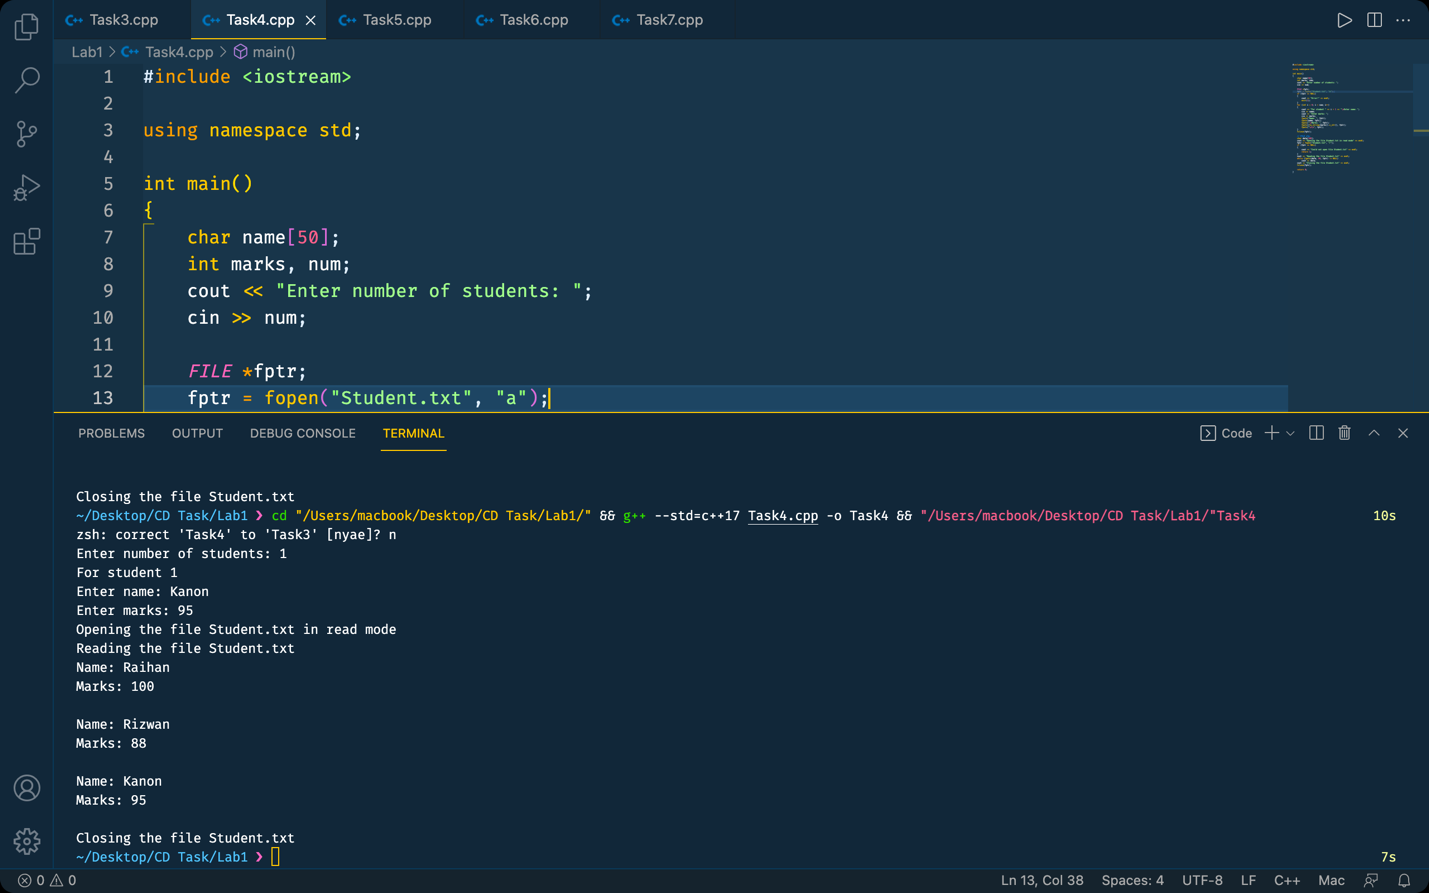 Task3.cpp Task4.cpp Task5.cpp Task6.cpp Task7.cpp
Lab1 > Task4.cpp > main()
1 #include <iostream>
2
3 using namespace std;
4
5 int main()
6 {
7 char name[50];
8 int marks, num;
9 cout << "Enter number of students: ";
10 cin >> num;
11
12 FILE *fptr;
13 fptr = fopen("Student.txt", "a");
PROBLEMS OUTPUT DEBUG CONSOLE TERMINAL Code
Closing the file Student.txt
~/Desktop/CD Task/Lab1 ❯ cd "/Users/macbook/Desktop/CD Task/Lab1/" && g++ --std=c++17 Task4.cpp -o Task4 && "/Users/macbook/Desktop/CD Task/Lab1/"Task4 10s
zsh: correct 'Task4' to 'Task3' [nyae]? n
Enter number of students: 1
For student 1
Enter name: Kanon
Enter marks: 95
Opening the file Student.txt in read mode
Reading the file Student.txt
Name: Raihan
Marks: 100
Name: Rizwan
Marks: 88
Name: Kanon
Marks: 95
Closing the file Student.txt
~/Desktop/CD Task/Lab1 ❯ 7s
0 0 Ln 13, Col 38 Spaces: 4 UTF-8 LF C++ Mac